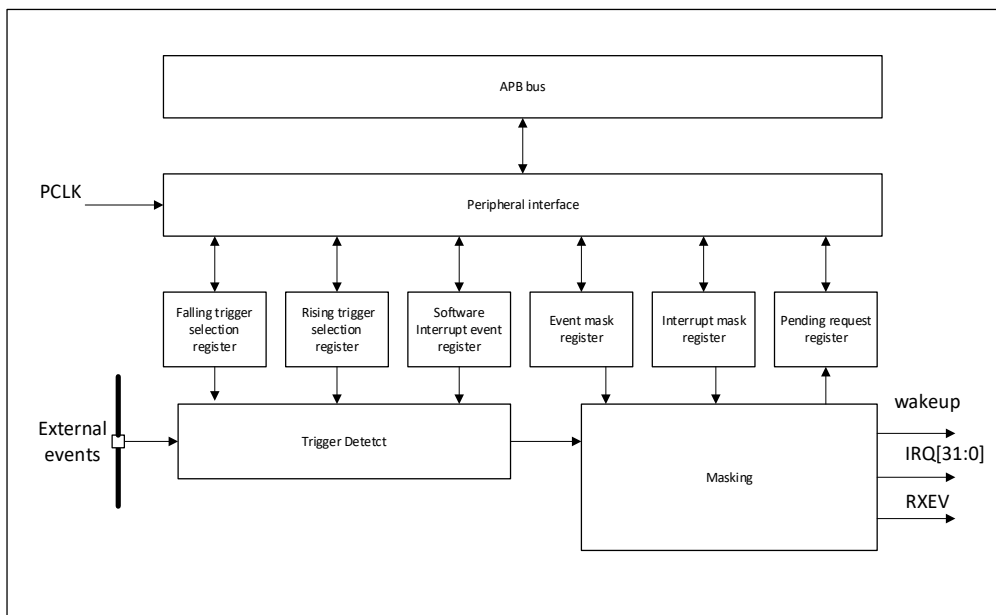 APB bus
PCLK
Peripheral interface
Falling trigger
selection
register
Rising trigger
selection
register
Software
Interrupt event
register
Event mask
register
Interrupt mask
register
Pending request
register
External
events
Trigger Detetct
Masking
wakeup
IRQ[31:0]
RXEV